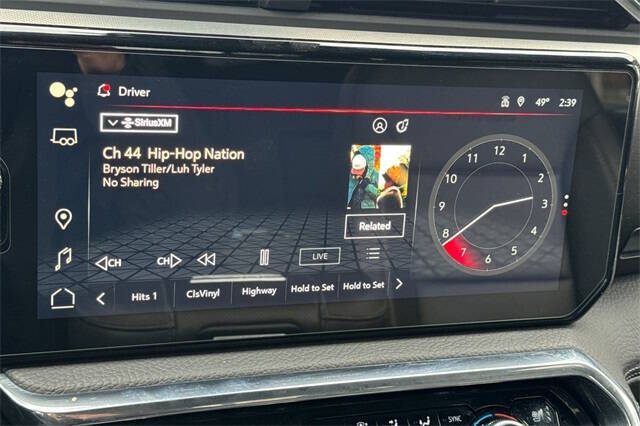 Driver
49° 2:39
SiriusXM
Ch 44 Hip-Hop Nation
Bryson Tiller/Luh Tyler
No Sharing
Related
12
1
2
3
4
5
6
7
8
9
10
11
CH
CH
LIVE
Hits 1
ClsVinyl
Highway
Hold to Set
Hold to Set
SYNC